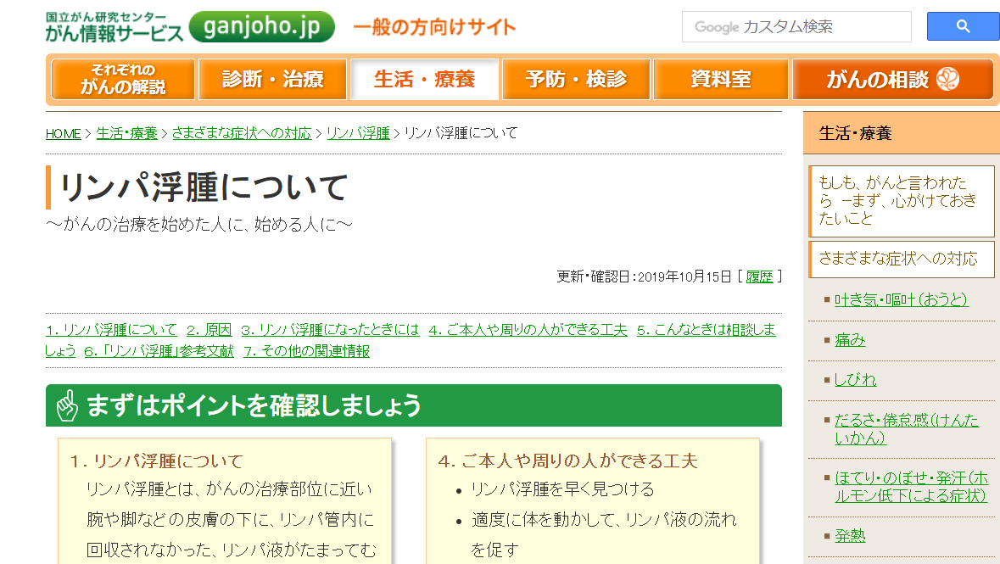 国立がん研究センター
がん情報サービス
ganjoho.jp
一般の方向けサイト
Google カスタム検索
それぞれの
がんの解説
診断・治療
生活・療養
予防・検診
資料室
がんの相談
HOME > 生活・療養 > さまざまな症状への対応 > リンパ浮腫 > リンパ浮腫について
リンパ浮腫について
～がんの治療を始めた人に、始める人に～
更新・確認日：2019年10月15日 [ 履歴 ]
1. リンパ浮腫について 2. 原因 3. リンパ浮腫になったときには 4. ご本人や周りの人ができる工夫 5. こんなときは相談しま
しょう 6. 「リンパ浮腫」参考文献 7. その他の関連情報
まずはポイントを確認しましょう
1. リンパ浮腫について
リンパ浮腫とは、がんの治療部位に近い
腕や脚などの皮膚の下に、リンパ管内に
回収されなかった、リンパ液がたまってむ
4. ご本人や周りの人ができる工夫
• リンパ浮腫を早く見つける
• 適度に体を動かして、リンパ液の流れ
を促す
生活・療養
もしも、がんと言われた
ら －まず、心がけておき
たいこと
さまざまな症状への対応
吐き気・嘔吐（おうと）
痛み
しびれ
だるさ・倦怠感（けんた
いかん）
ほてり・のぼせ・発汗（ホ
ルモン低下による症状）
発熱